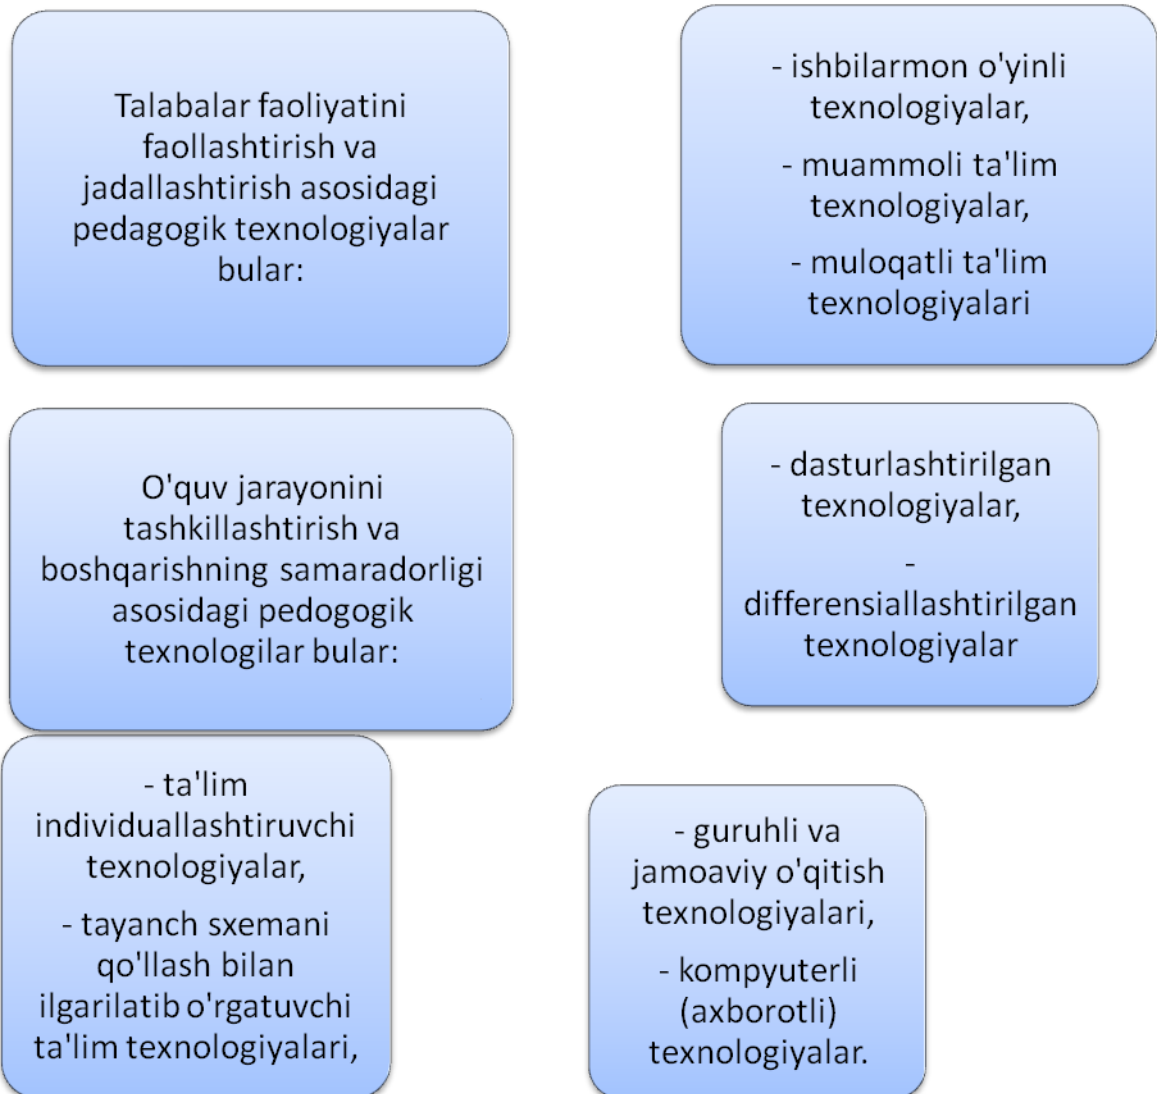 Talabalar faoliyatini
faollashtirish va
jadallashtirish asosidagi
pedagogik texnologiyalar
bular:
- ishbilarmon o'yinli
texnologiyalar,
- muammoli ta'lim
texnologiyalar,
- muloqatli ta'lim
texnologiyalari
O'quv jarayonini
tashkillashtirish va
boshqarishning samaradorligi
asosidagi pedogogik
texnologilar bular:
- dasturlashtirilgan
texnologiyalar,
-
differensiallashtirilgan
texnologiyalar
- ta'lim
individuallashtiruvchi
texnologiyalar,
- tayanch sxemani
qo'llash bilan
ilgarilatib o'rgatuvchi
ta'lim texnologiyalari,
- guruhli va
jamoaviy o'qitish
texnologiyalari,
- kompyuterli
(axborotli)
texnologiyalar.